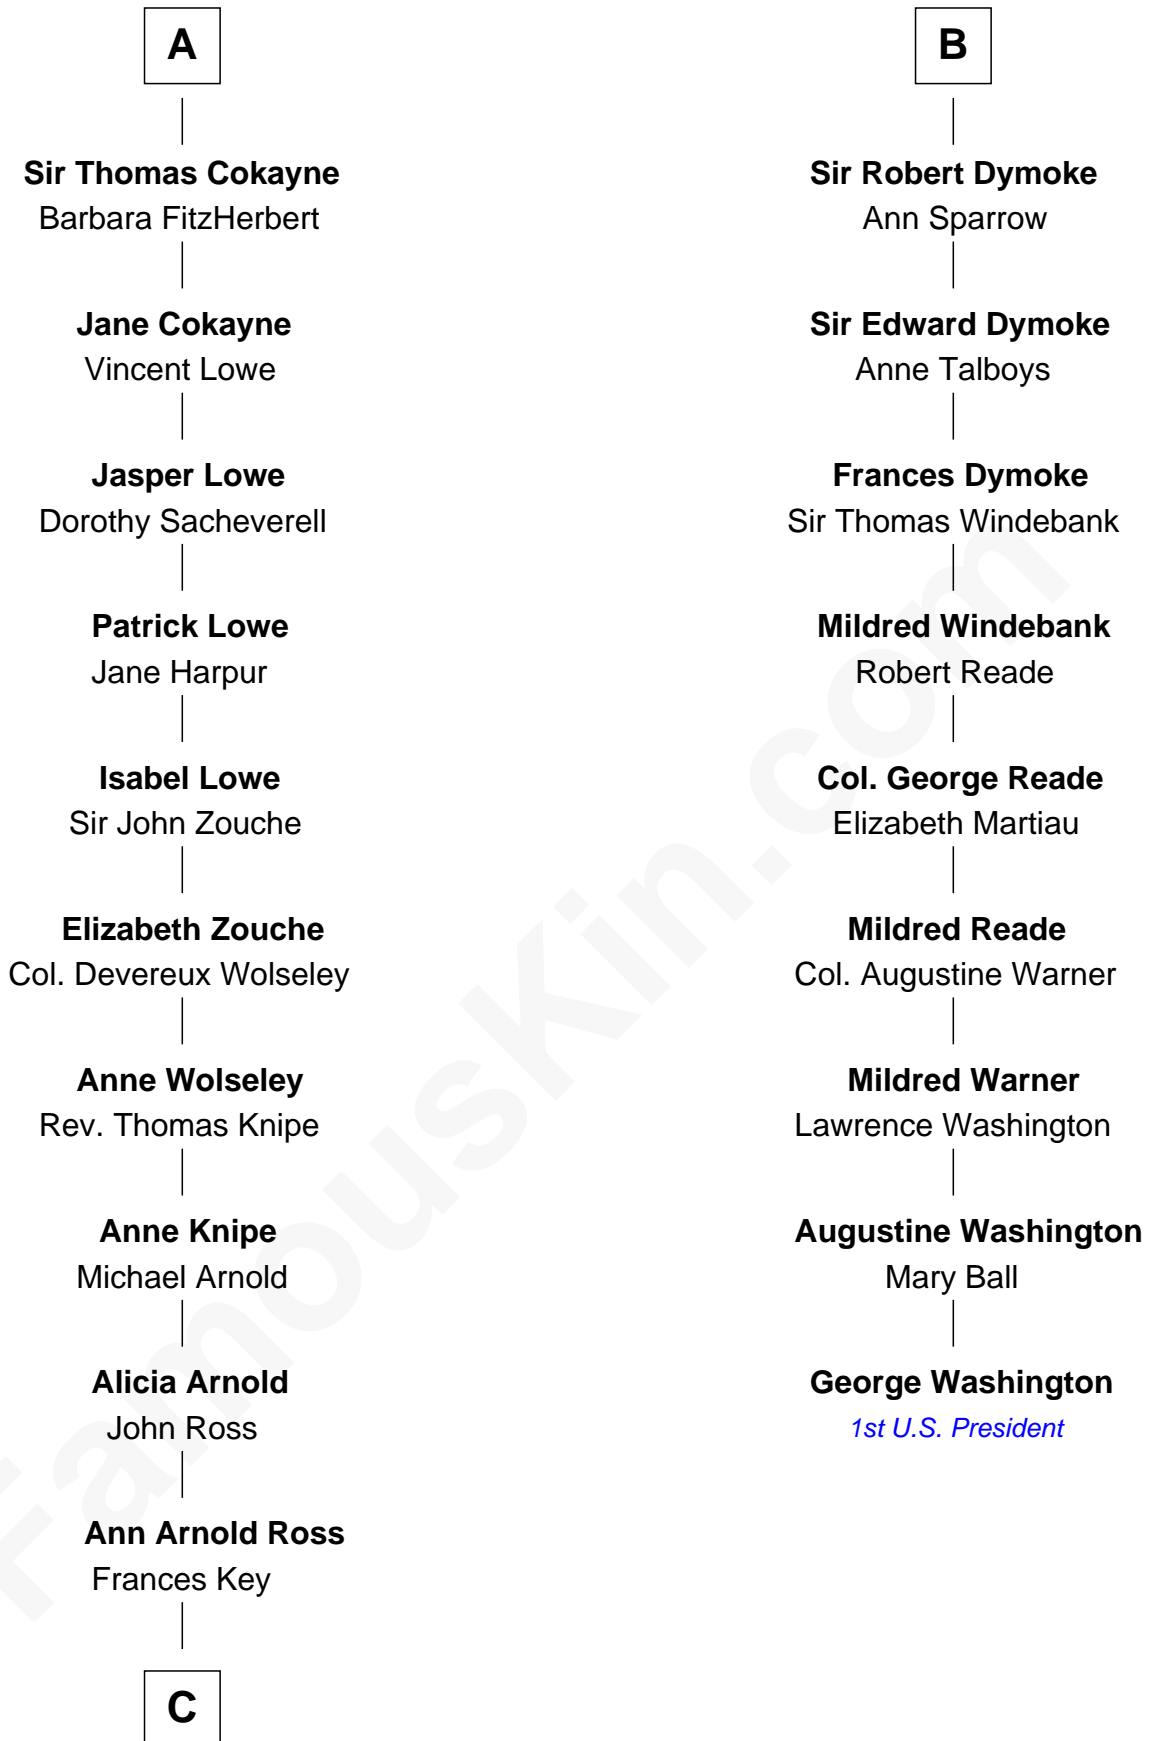 A
Sir Thomas Cokayne
Barbara FitzHerbert
Jane Cokayne
Vincent Lowe
Jasper Lowe
Dorothy Sacheverell
Patrick Lowe
Jane Harpur
Isabel Lowe
Sir John Zouche
Elizabeth Zouche
Col. Devereux Wolseley
Anne Wolseley
Rev. Thomas Knipe
Anne Knipe
Michael Arnold
Alicia Arnold
John Ross
Ann Arnold Ross
Frances Key
C
B
Sir Robert Dymoke
Ann Sparrow
Sir Edward Dymoke
Anne Talboys
Frances Dymoke
Sir Thomas Windebank
Mildred Windebank
Robert Reade
Col. George Reade
Elizabeth Martiau
Mildred Reade
Col. Augustine Warner
Mildred Warner
Lawrence Washington
Augustine Washington
Mary Ball
George Washington
1st U.S. President
FamousKin.com